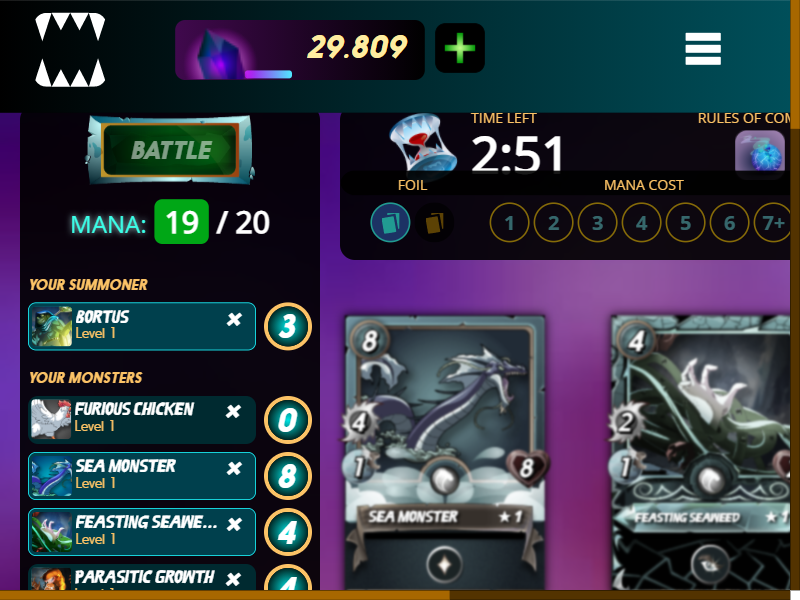 29.809
BATTLE
MANA: 19 / 20
YOUR SUMMONER
BORTUS
Level 1
3
YOUR MONSTERS
FURIOUS CHICKEN
Level 1
0
SEA MONSTER
Level 1
8
FEASTING SEAWE...
Level 1
4
PARASITIC GROWTH
4
TIME LEFT
2:51
RULES OF COM
FOIL
MANA COST
1 2 3 4 5 6 7+
8
4
1
8
SEA MONSTER ★ 1
4
2
1
FEASTING SEAWEED ★ 1